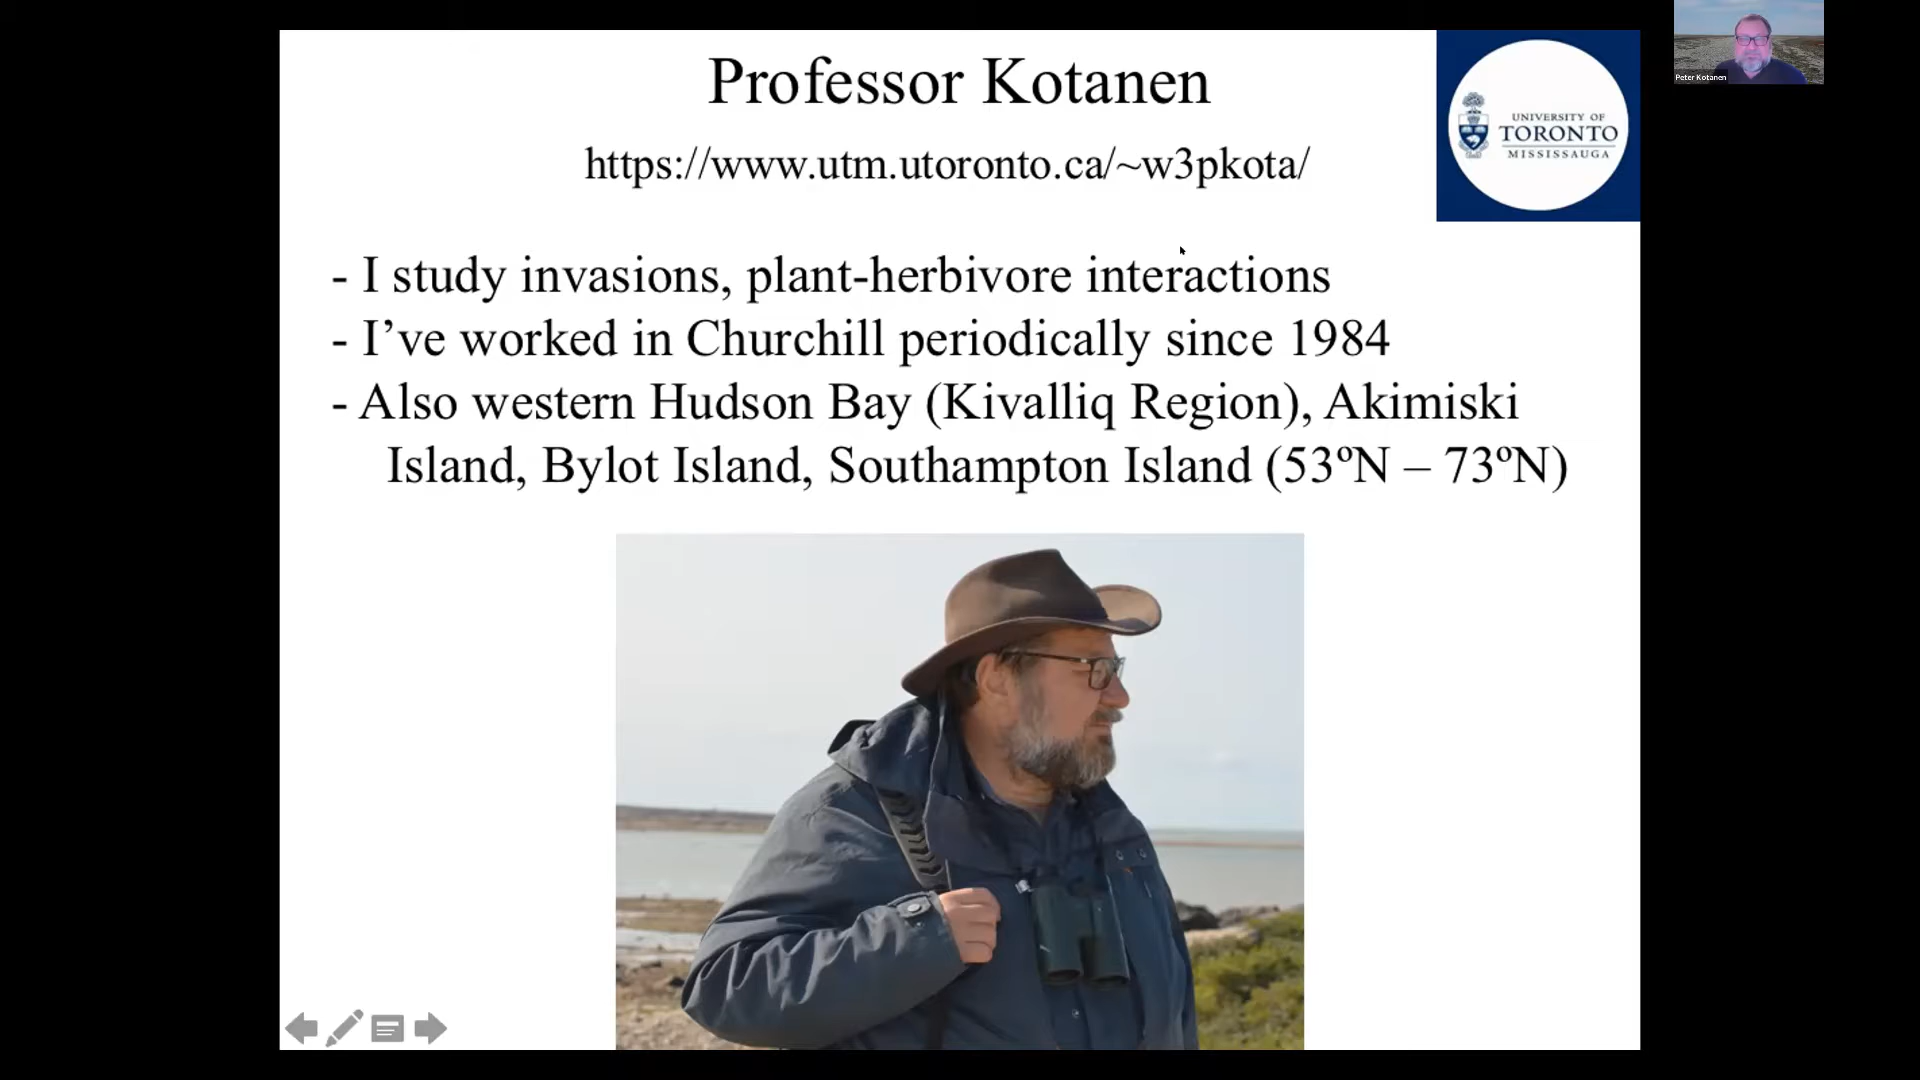 Professor Kotanen
https://www.utm.utoronto.ca/~w3pkota/
UNIVERSITY OF
TORONTO
MISSISSAUGA
Peter Kotanen
- I study invasions, plant-herbivore interactions
- I’ve worked in Churchill periodically since 1984
- Also western Hudson Bay (Kivalliq Region), Akimiski
Island, Bylot Island, Southampton Island (53ºN – 73ºN)